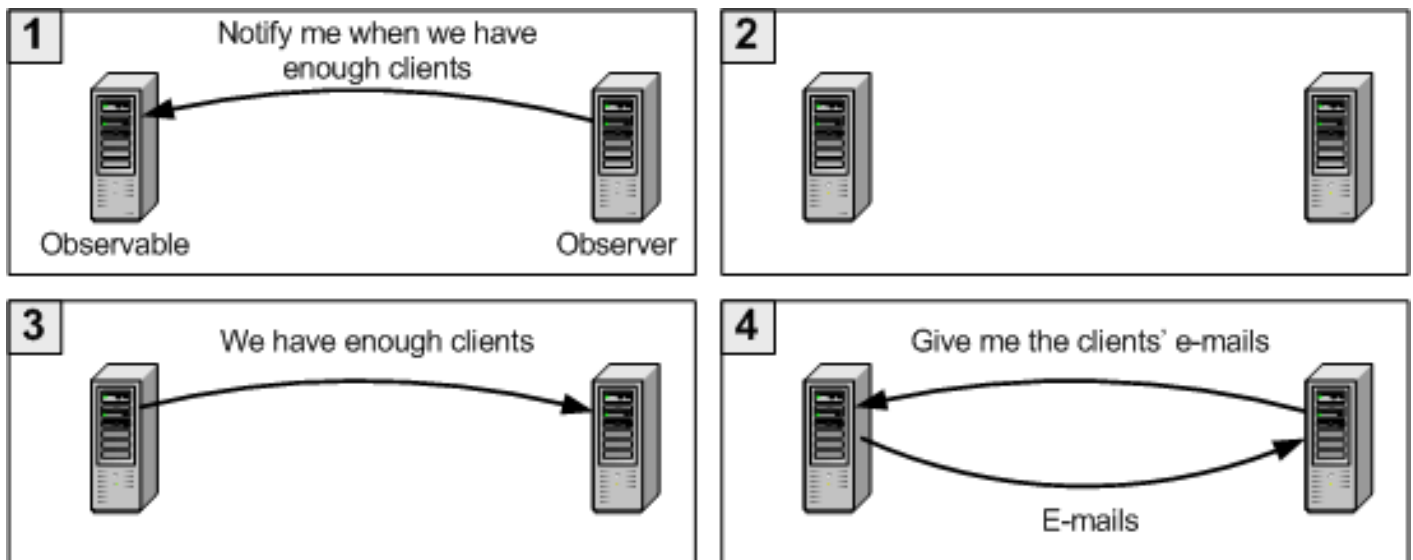 1
Notify me when we have
enough clients
Observable
Observer
2
3
We have enough clients
4
Give me the clients’ e-mails
E-mails